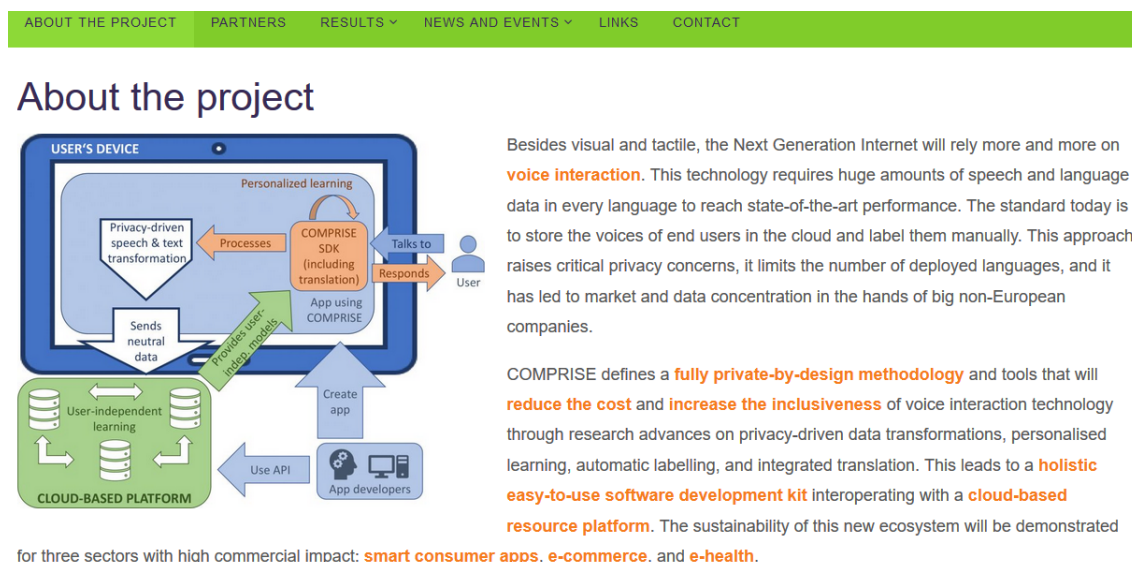 ABOUT THE PROJECT PARTNERS RESULTS NEWS AND EVENTS LINKS CONTACT
About the project
USER'S DEVICE
Personalized learning
Privacy-driven
speech & text
transformation
Processes
COMPRISE
SDK
(including
translation)
Talks to
Responds
User
App using
COMPRISE
Sends
neutral
data
Provides user-
indep. models
User-independent
learning
CLOUD-BASED PLATFORM
Create
app
Use API
App developers
Besides visual and tactile, the Next Generation Internet will rely more and more on
voice interaction. This technology requires huge amounts of speech and language
data in every language to reach state-of-the-art performance. The standard today is
to store the voices of end users in the cloud and label them manually. This approach
raises critical privacy concerns, it limits the number of deployed languages, and it
has led to market and data concentration in the hands of big non-European
companies.
COMPRISE defines a fully private-by-design methodology and tools that will
reduce the cost and increase the inclusiveness of voice interaction technology
through research advances on privacy-driven data transformations, personalised
learning, automatic labelling, and integrated translation. This leads to a holistic
easy-to-use software development kit interoperating with a cloud-based
resource platform. The sustainability of this new ecosystem will be demonstrated
for three sectors with high commercial impact: smart consumer apps, e-commerce, and e-health.